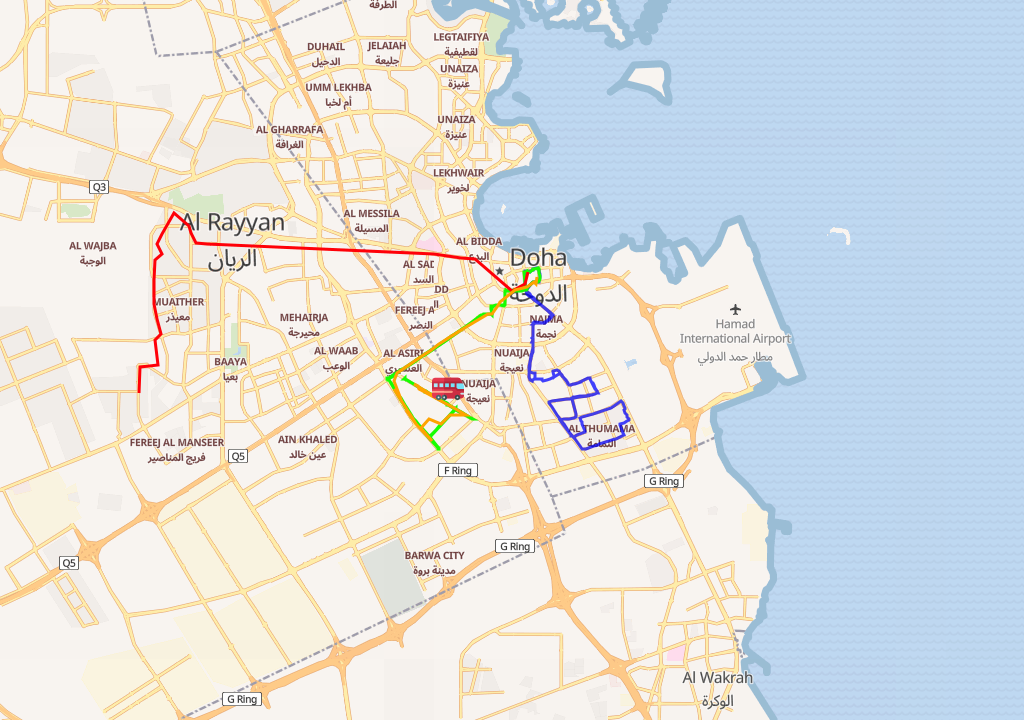 الطرفة
LEGTAIFIYA
لقطيفية
DUHAIL
الدحيل
JELAIAH
جليعة
UNAIZA
عنيزة
UMM LEKHBA
أم لخبا
AL GHARRAFA
الغرافة
UNAIZA
عنيزة
LEKHWAIR
لخوير
Q3
AL MESSILA
المسيلة
Al Rayyan
الريان
AL WAJBA
الوجبة
AL BIDDA
البدع
Doha
الدوحة
AL SAD
السد
DD
ال
MUAITHER
معيذر
MEHAIRJA
محيرجة
FEREEJ A
النصر
NAJMA
نجمة
Hamad
International Airport
مطار حمد الدولي
BAAYA
بعيا
AL WAAB
الوعب
AL ASIRI
العسيري
NUAIJA
نعيجة
NUAIJA
نعيجة
FEREEJ AL MANSEER
فريج المناصير
AIN KHALED
عين خالد
AL THUMAMA
الثمامة
Q5
F Ring
G Ring
G Ring
BARWA CITY
مدينة بروة
Q5
Al Wakrah
الوكرة
G Ring